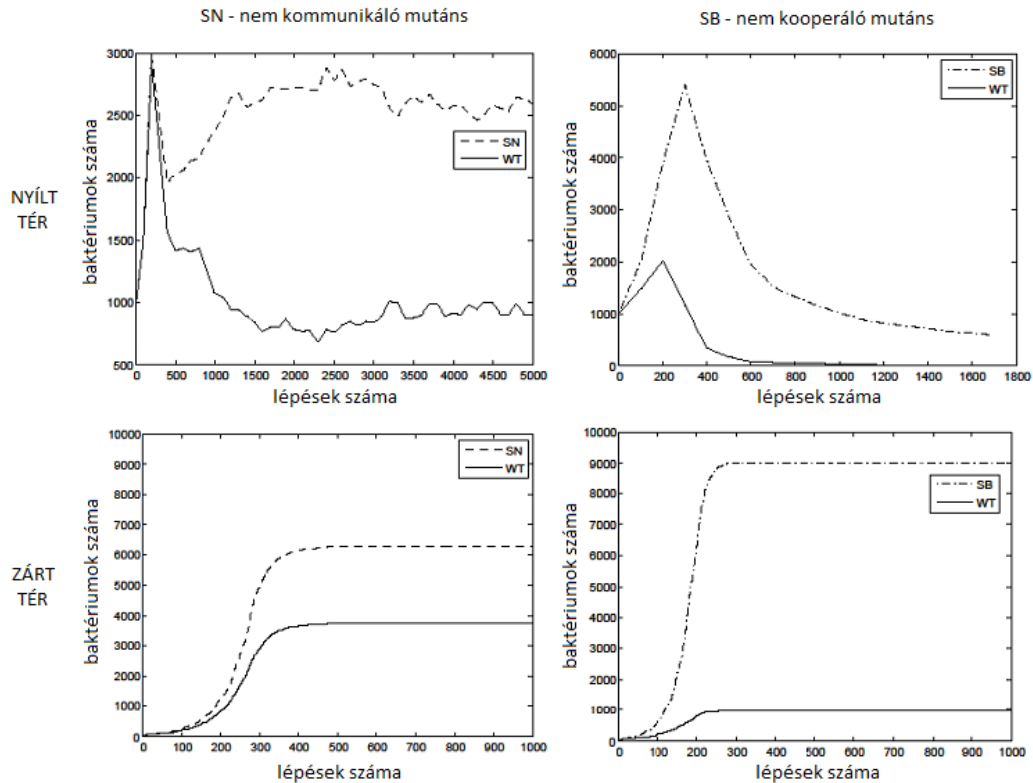 SN - nem kommunikáló mutáns
SB - nem kooperáló mutáns
NYÍLT
TÉR
baktériumok száma
3000
2500
2000
1500
1000
500
SN
WT
0 500 1000 1500 2000 2500 3000 3500 4000 4500 5000
lépések száma
baktériumok száma
6000
5000
4000
3000
2000
1000
0
SB
WT
0 200 400 600 800 1000 1200 1400 1600 1800
lépések száma
ZÁRT
TÉR
baktériumok száma
10000
9000
8000
7000
6000
5000
4000
3000
2000
1000
0
SN
WT
0 100 200 300 400 500 600 700 800 900 1000
lépések száma
baktériumok száma
10000
9000
8000
7000
6000
5000
4000
3000
2000
1000
0
SB
WT
0 100 200 300 400 500 600 700 800 900 1000
lépések száma